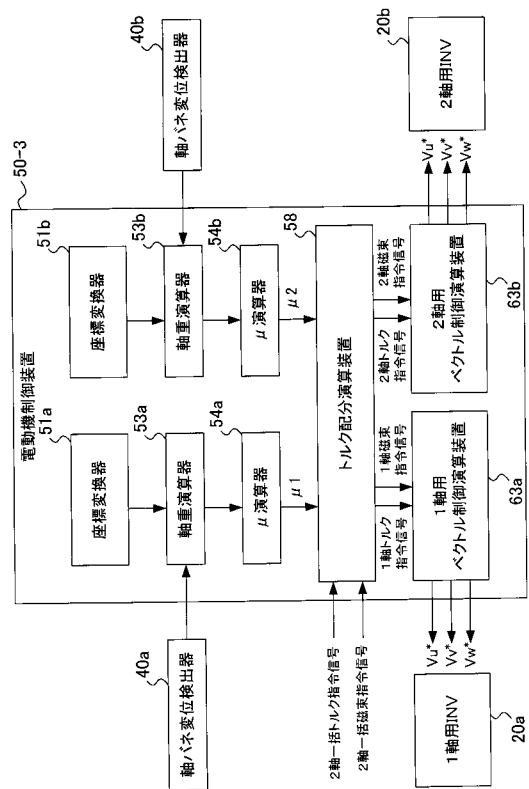 50-3
電動機制御装置
51a
座標変換器
51b
座標変換器
40a
軸バネ変位検出器
53a
軸重演算器
53b
軸重演算器
40b
軸バネ変位検出器
54a
μ演算器
54b
μ演算器
μ1
μ2
58
トルク配分演算装置
2軸一括トルク指令信号
2軸一括磁束指令信号
1軸トルク
指令信号
1軸磁束
指令信号
2軸トルク
指令信号
2軸磁束
指令信号
1軸用
ベクトル制御演算装置
63a
2軸用
ベクトル制御演算装置
63b
Vu*
Vv*
Vw*
Vu*
Vv*
Vw*
1軸用INV
20a
2軸用INV
20b